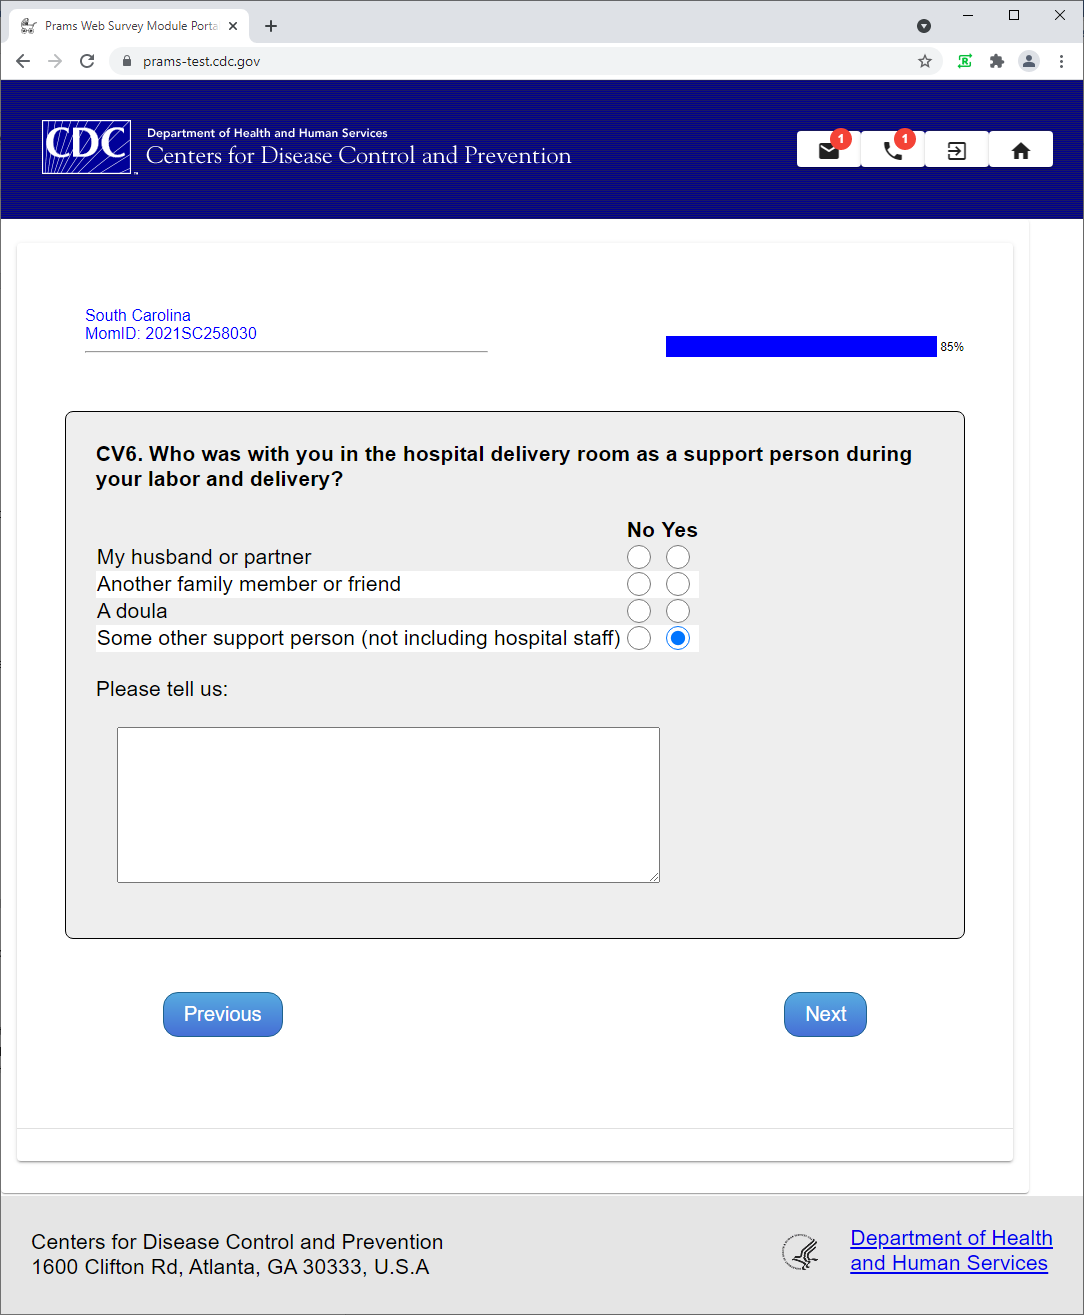 Prams Web Survey Module Porta
prams-test.cdc.gov
CDC
Department of Health and Human Services
Centers for Disease Control and Prevention
™
1
1
South Carolina
MomID: 2021SC258030
85%
CV6. Who was with you in the hospital delivery room as a support person during
your labor and delivery?
No Yes
My husband or partner
Another family member or friend
A doula
Some other support person (not including hospital staff)
Please tell us:
Previous
Next
Centers for Disease Control and Prevention
1600 Clifton Rd, Atlanta, GA 30333, U.S.A
Department of Health
and Human Services